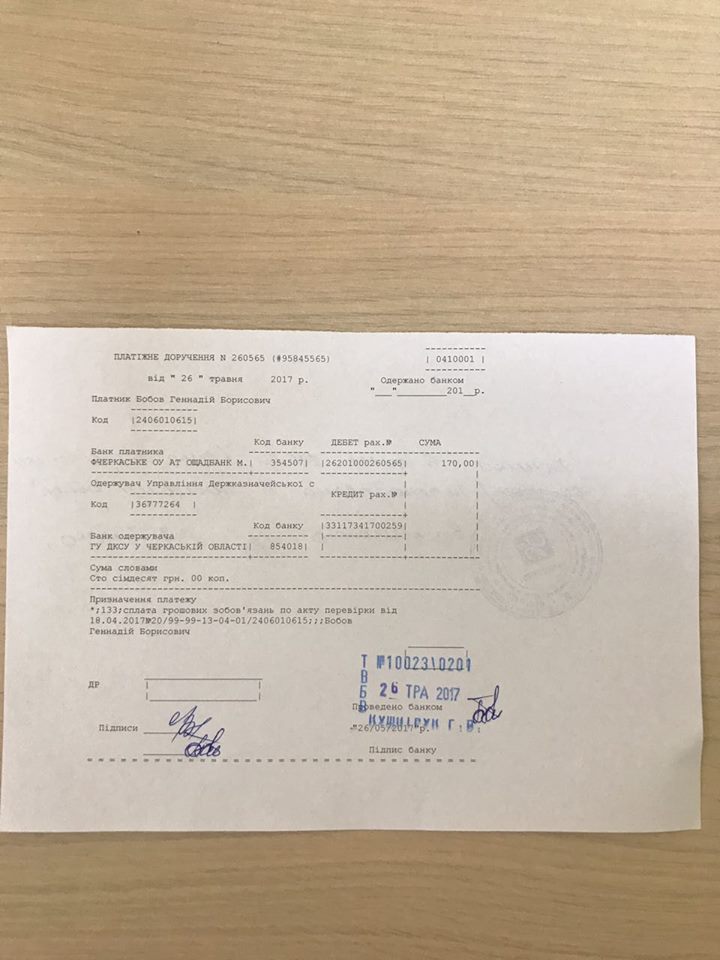 ПЛАТІЖНЕ ДОРУЧЕННЯ N 260565 (#95845565)
| 0410001 |
від " 26 " травня 2017 р.
Одержано банком
"___"_________201__р.
Платник Бобов Геннадій Борисович
Код |2406010615|
Код банку ДЕБЕТ рах.№ СУМА
Банк платника
ФЧЕРКАСЬКЕ ОУ АТ ОЩАДБАНК М.| 354507| |26201000260565| 170,00|
Одержувач Управління Держказначейської с
КРЕДИТ рах.№
Код |36777264 |
Код банку |33117341700259|
Банк одержувача
ГУ ДКСУ У ЧЕРКАСЬКІЙ ОБЛАСТІ| 854018|
Сума словами
Сто сімдесят грн. 00 коп.
Призначення платежу
*;133;сплата грошових зобов'язань по акту перевірки від
18.04.2017№20/99-99-13-04-01/2406010615;;;Бобов
Геннадій Борисович
ТВБВ №10023\0201
26 ТРА 2017
ДР
Проведено банком
"26/05/2017 р.
Підписи
Підпис банку